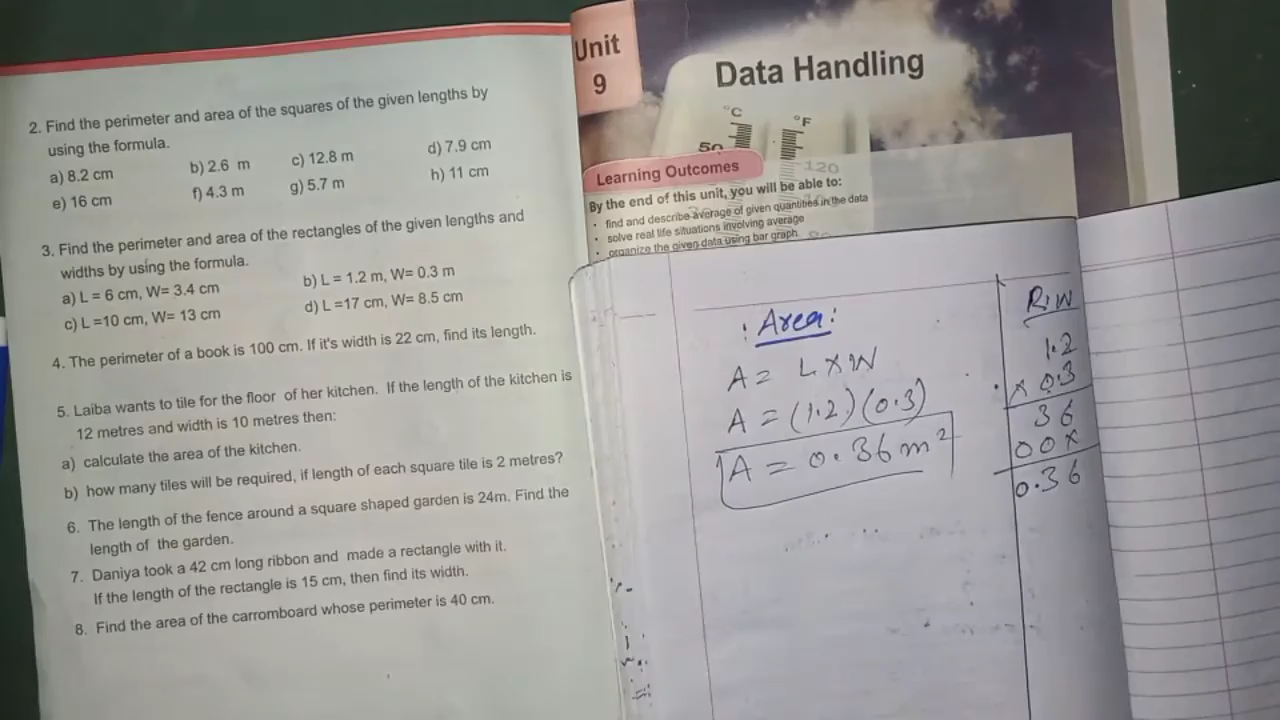 2. Find the perimeter and area of the squares of the given lengths by
using the formula.
a) 8.2 cm b) 2.6 m c) 12.8 m d) 7.9 cm
e) 16 cm f) 4.3 m g) 5.7 m h) 11 cm
3. Find the perimeter and area of the rectangles of the given lengths and
widths by using the formula.
a) L = 6 cm, W= 3.4 cm b) L = 1.2 m, W= 0.3 m
c) L =10 cm, W= 13 cm d) L =17 cm, W= 8.5 cm
4. The perimeter of a book is 100 cm. If it's width is 22 cm, find its length.
5. Laiba wants to tile for the floor of her kitchen. If the length of the kitchen is
12 metres and width is 10 metres then:
a) calculate the area of the kitchen.
b) how many tiles will be required, if length of each square tile is 2 metres?
6. The length of the fence around a square shaped garden is 24m. Find the
length of the garden.
7. Daniya took a 42 cm long ribbon and made a rectangle with it.
If the length of the rectangle is 15 cm, then find its width.
8. Find the area of the carromboard whose perimeter is 40 cm.
Unit
9
Data Handling
°C °F
50
120
Learning Outcomes
By the end of this unit, you will be able to:
• find and describe average of given quantities in the data
• solve real life situations involving average
• organize the given data using bar graph
: Area :
A = L × W
A = (1.2) (0.3)
A = 0.36 m²
R.W
1.2
× 0.3
36
00×
0.36